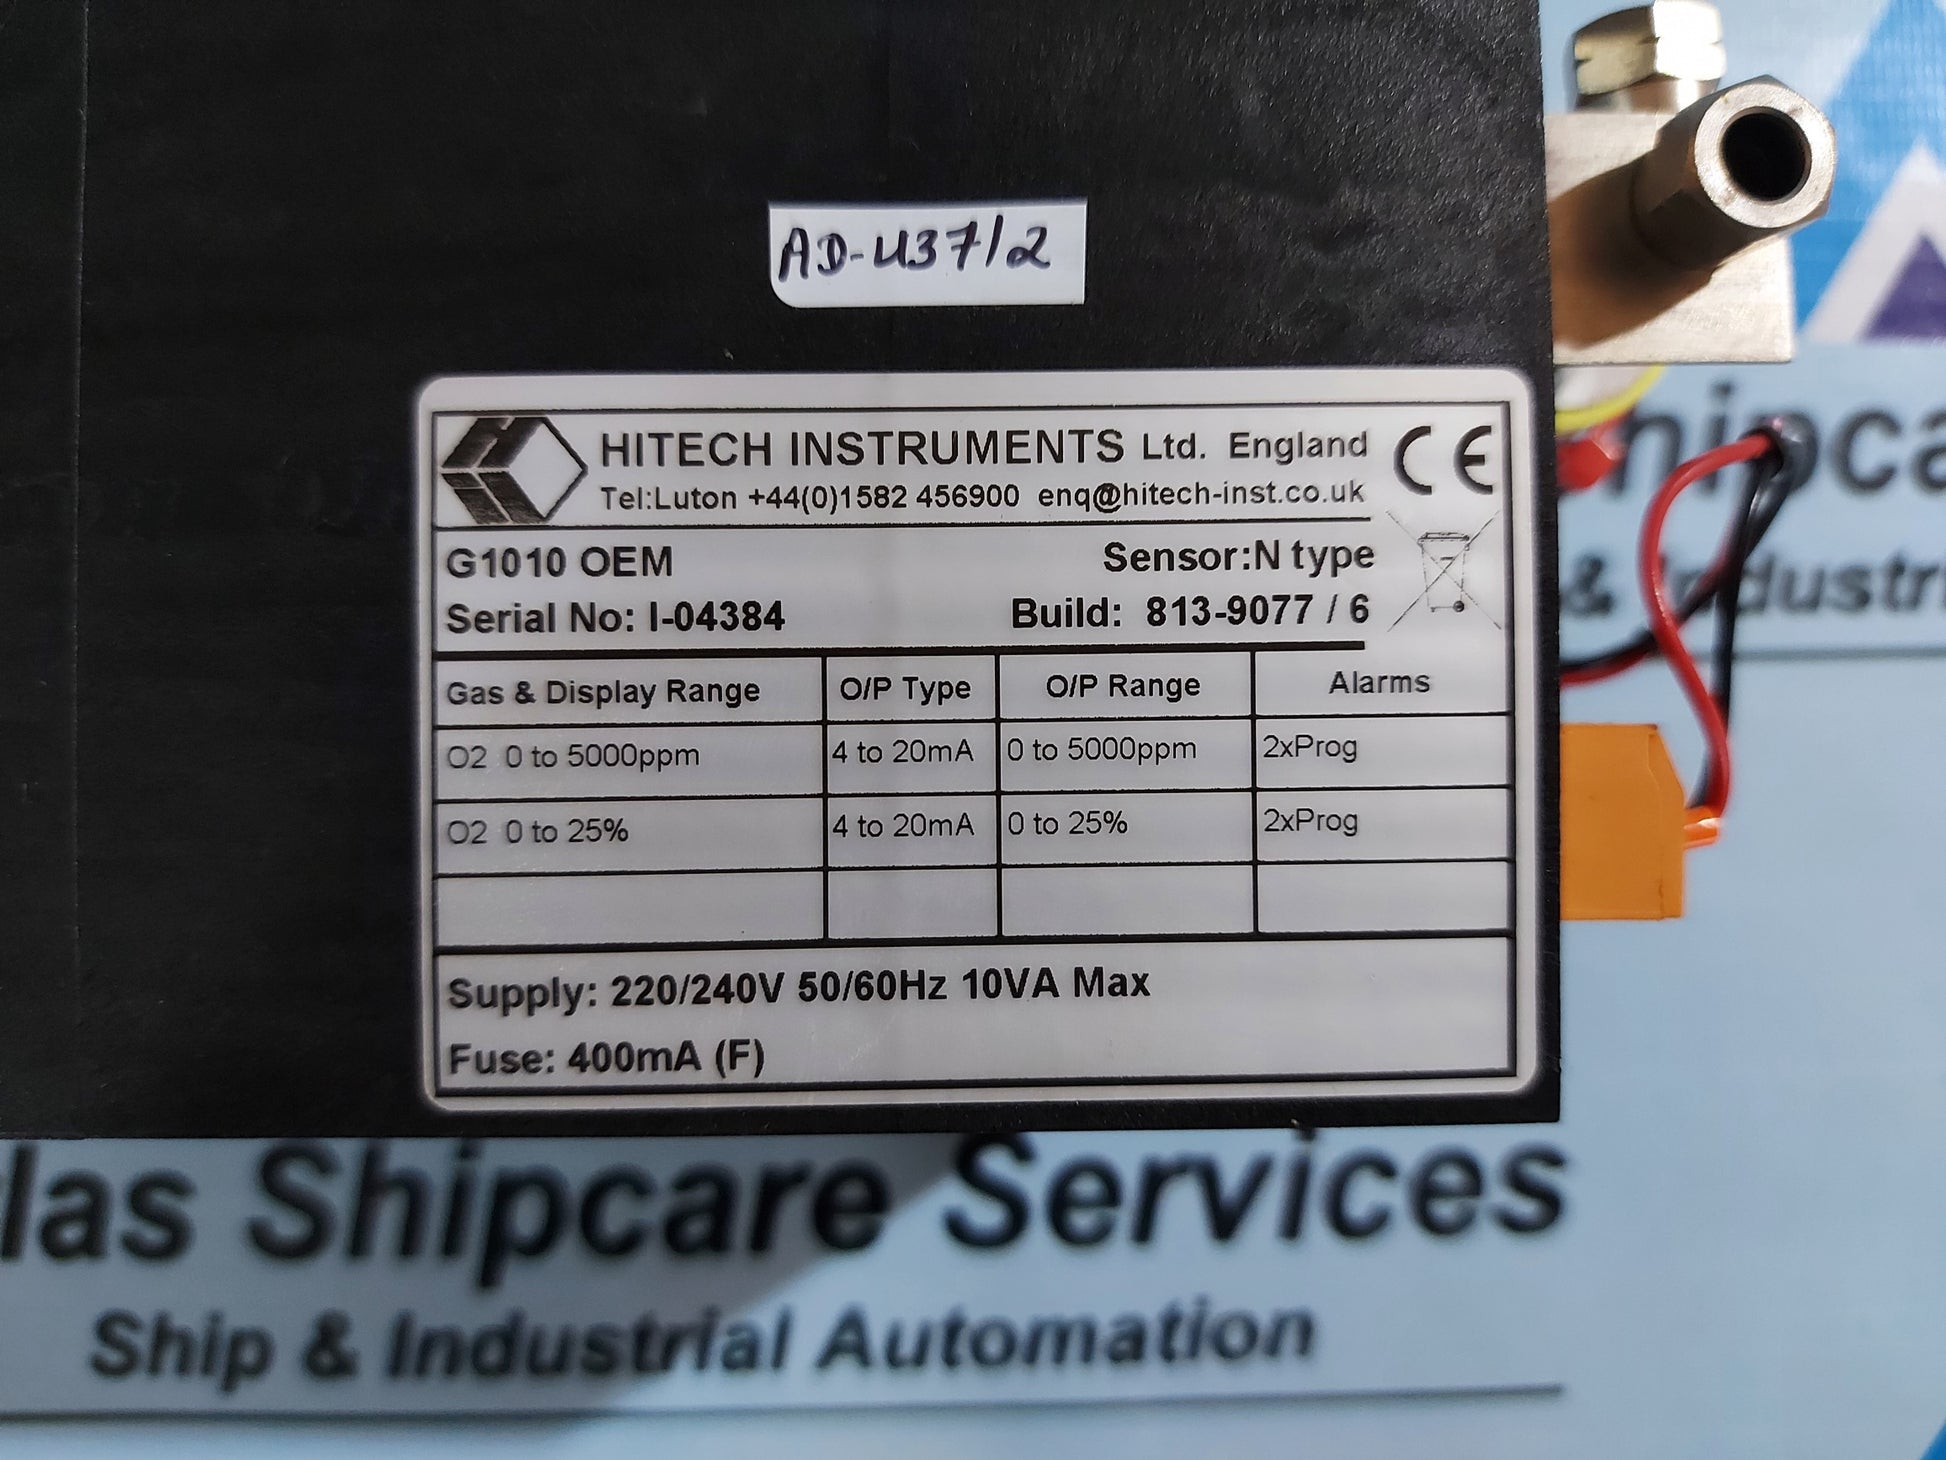 AD-U37/2
HITECH INSTRUMENTS Ltd. England
Tel:Luton +44(0)1582 456900 enq@hitech-inst.co.uk
CE
G1010 OEM Sensor:N type
Serial No: I-04384 Build: 813-9077 / 6
Gas & Display Range O/P Type O/P Range Alarms
O2 0 to 5000ppm 4 to 20mA 0 to 5000ppm 2xProg
O2 0 to 25% 4 to 20mA 0 to 25% 2xProg
Supply: 220/240V 50/60Hz 10VA Max
Fuse: 400mA (F)
hipca
& Industri
las Shipcare Services
Ship & Industrial Automation